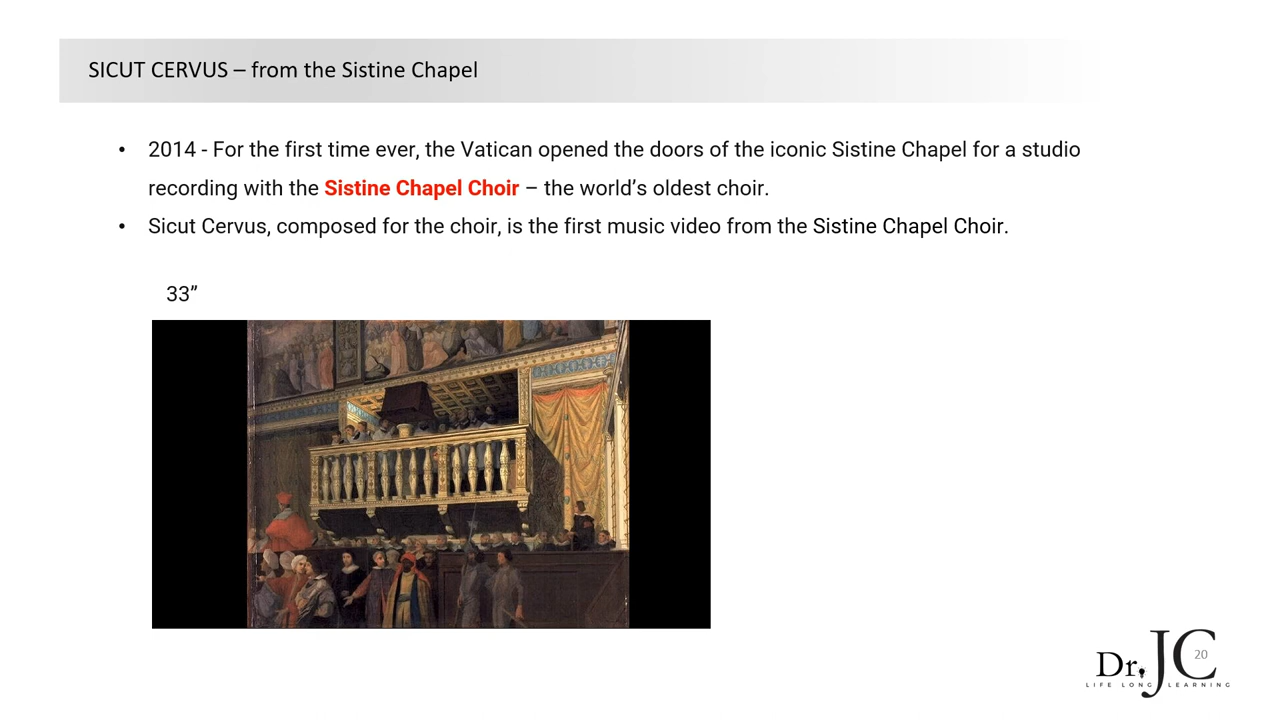 SICUT CERVUS – from the Sistine Chapel
• 2014 - For the first time ever, the Vatican opened the doors of the iconic Sistine Chapel for a studio
recording with the Sistine Chapel Choir – the world’s oldest choir.
• Sicut Cervus, composed for the choir, is the first music video from the Sistine Chapel Choir.
33”
Dr. JC
20
LIFE LONG LEARNING